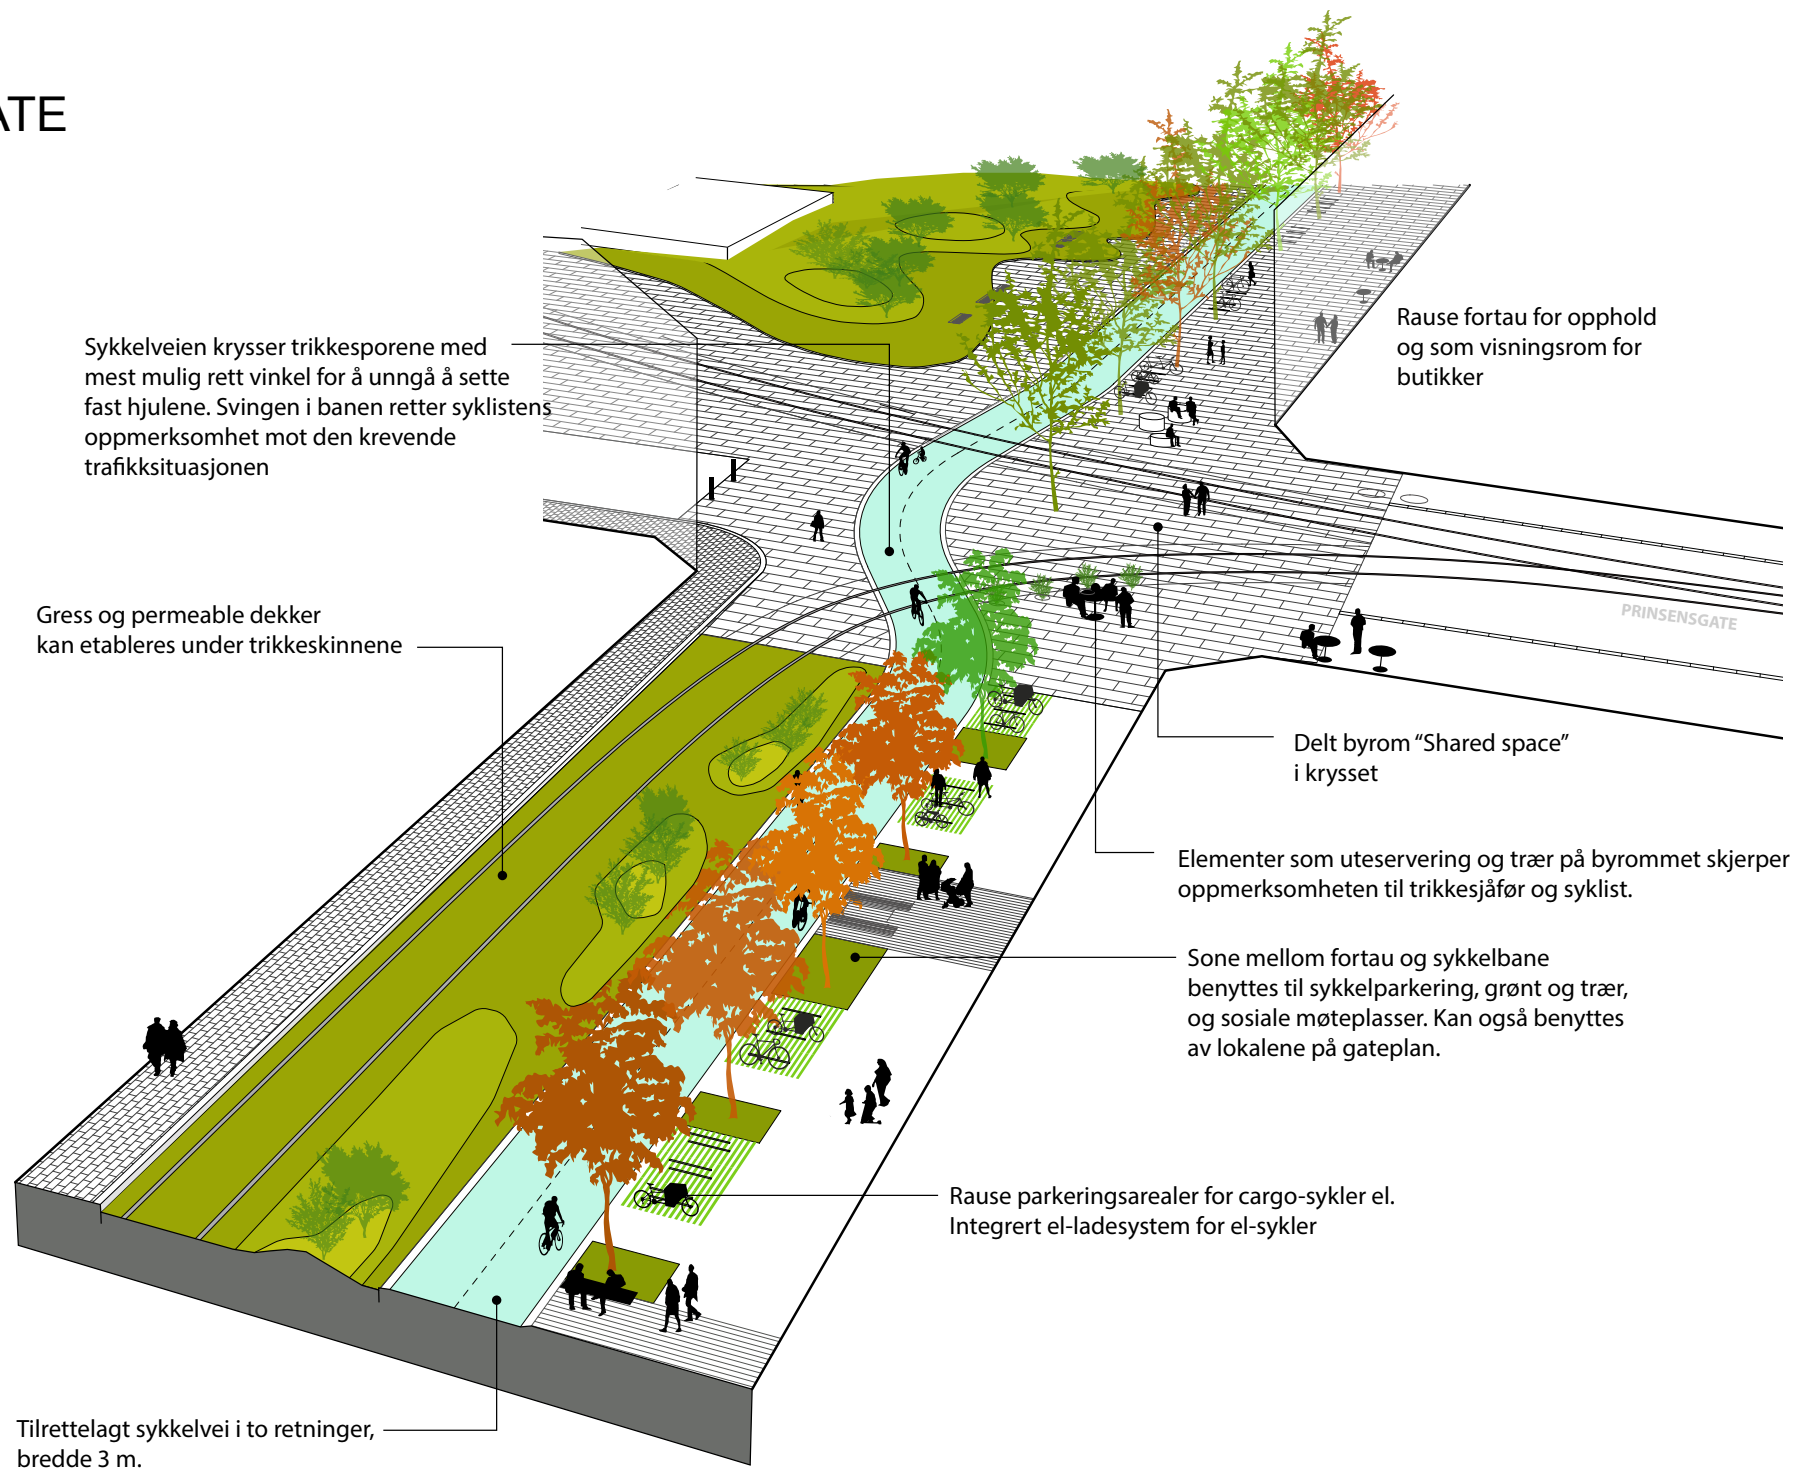 ATE
Sykkelveien krysser trikkesporene med
mest mulig rett vinkel for å unngå å sette
fast hjulene. Svingen i banen retter syklistens
oppmerksomhet mot den krevende
trafikksituasjonen
Rause fortau for opphold
og som visningsrom for
butikker
Gress og permeable dekker
kan etableres under trikkeskinnene
PRINSENSGATE
Delt byrom “Shared space”
i krysset
Elementer som uteservering og trær på byrommet skjerper
oppmerksomheten til trikkesjåfør og syklist.
Sone mellom fortau og sykkelbane
benyttes til sykkelparkering, grønt og trær,
og sosiale møteplasser. Kan også benyttes
av lokalene på gateplan.
Rause parkeringsarealer for cargo-sykler el.
Integrert el-ladesystem for el-sykler
Tilrettelagt sykkelvei i to retninger,
bredde 3 m.